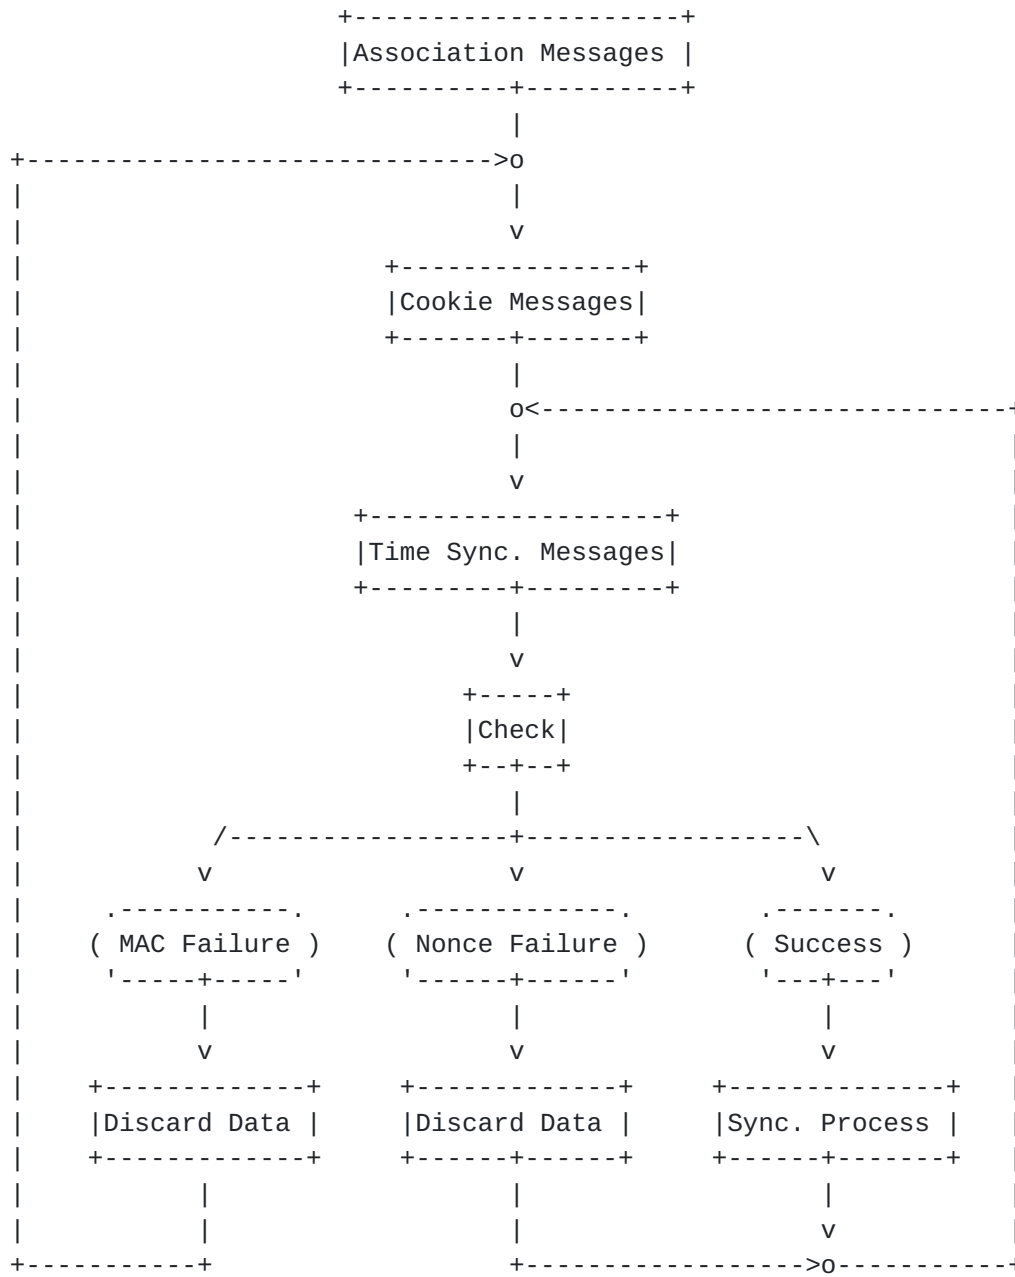 Association Messages
Cookie Messages
Time Sync. Messages
Check
( MAC Failure ) ( Nonce Failure ) ( Success )
Discard Data Discard Data Sync. Process